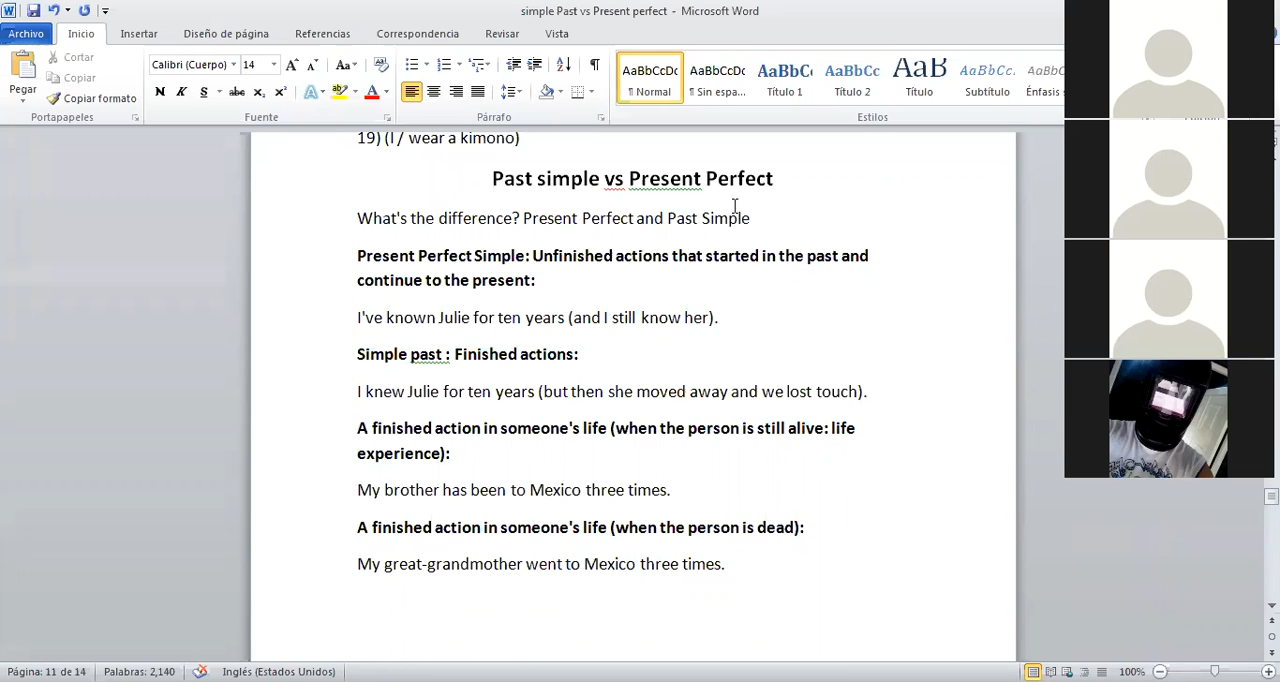 simple Past vs Present perfect - Microsoft Word
Archivo Inicio Insertar Diseño de página Referencias Correspondencia Revisar Vista
Pegar
Cortar
Copiar
Copiar formato
Portapapeles
Calibri (Cuerpo) 14
N K S abc x₂ x²
Fuente
Párrafo
AaBbCcDc AaBbCcDc AaBbCc AaBbCc AaB AaBbCc
¶ Normal ¶ Sin espa... Título 1 Título 2 Título Subtítulo Énfasis
Estilos
19) (I / wear a kimono)
Past simple vs Present Perfect
What's the difference? Present Perfect and Past Simple
Present Perfect Simple: Unfinished actions that started in the past and
continue to the present:
I've known Julie for ten years (and I still know her).
Simple past : Finished actions:
I knew Julie for ten years (but then she moved away and we lost touch).
A finished action in someone's life (when the person is still alive: life
experience):
My brother has been to Mexico three times.
A finished action in someone's life (when the person is dead):
My great-grandmother went to Mexico three times.
Página: 11 de 14 Palabras: 2,140 Inglés (Estados Unidos) 100%